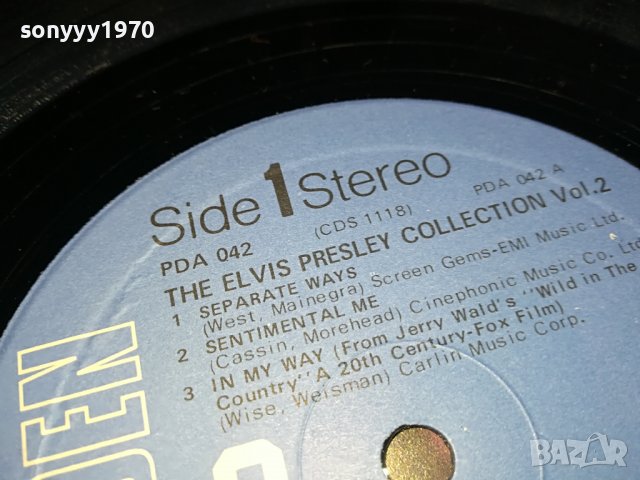 sonyyy1970
Side 1 Stereo
PDA 042
(CDS 1118)
PDA 042 A
THE ELVIS PRESLEY COLLECTION Vol.2
1 SEPARATE WAYS
(West, Mainegra) Screen Gems-EMI Music Ltd.
2 SENTIMENTAL ME
(Cassin, Morehead) Cinephonic Music Co. Ltd
3 IN MY WAY (From Jerry Wald's "Wild in The
Country" A 20th Century-Fox Film)
(Wise, Weisman) Carlin Music Corp.
DEN
BAZAR
bg